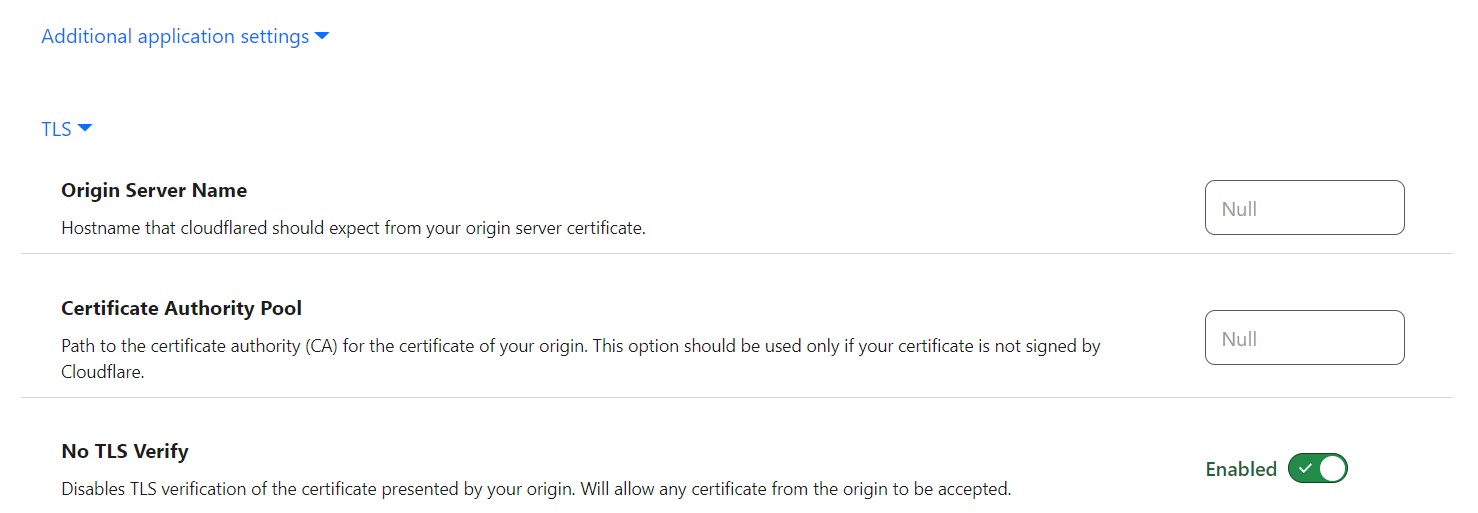 Additional application settings
TLS
Origin Server Name
Hostname that cloudflared should expect from your origin server certificate.
Null
Certificate Authority Pool
Path to the certificate authority (CA) for the certificate of your origin. This option should be used only if your certificate is not signed by
Cloudflare.
Null
No TLS Verify
Disables TLS verification of the certificate presented by your origin. Will allow any certificate from the origin to be accepted.
Enabled